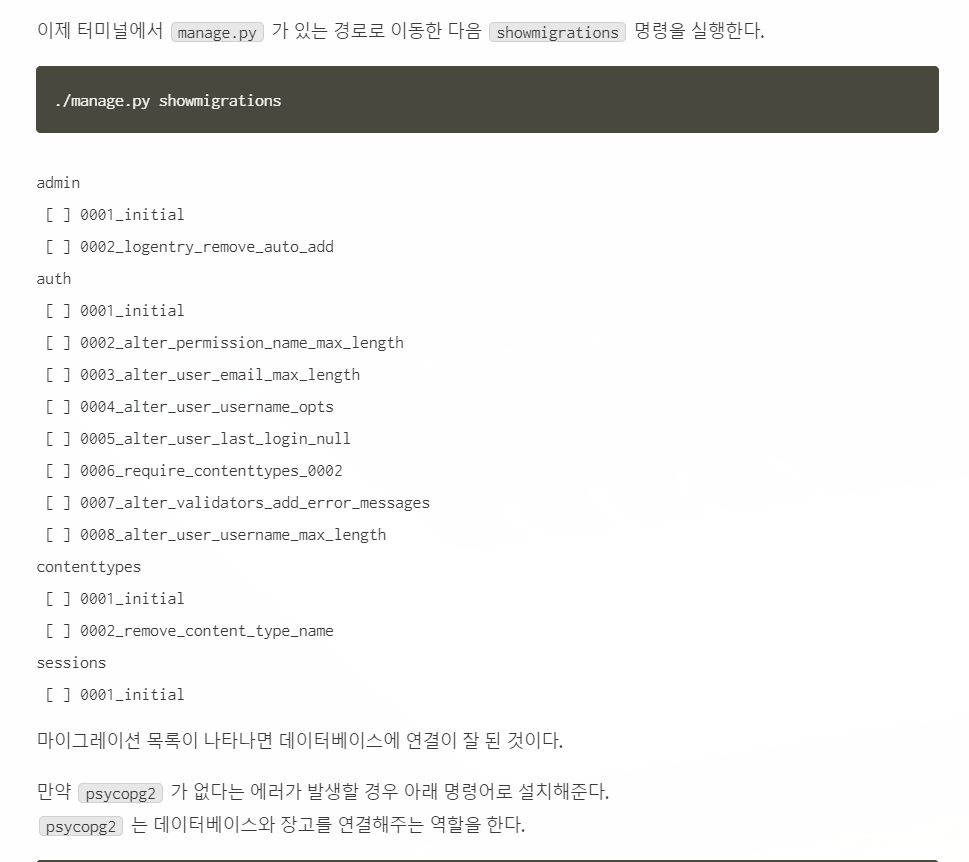 이제 터미널에서 manage.py 가 있는 경로로 이동한 다음 showmigrations 명령을 실행한다.
./manage.py showmigrations
admin
[ ] 0001_initial
[ ] 0002_logentry_remove_auto_add
auth
[ ] 0001_initial
[ ] 0002_alter_permission_name_max_length
[ ] 0003_alter_user_email_max_length
[ ] 0004_alter_user_username_opts
[ ] 0005_alter_user_last_login_null
[ ] 0006_require_contenttypes_0002
[ ] 0007_alter_validators_add_error_messages
[ ] 0008_alter_user_username_max_length
contenttypes
[ ] 0001_initial
[ ] 0002_remove_content_type_name
sessions
[ ] 0001_initial
마이그레이션 목록이 나타나면 데이터베이스에 연결이 잘 된 것이다.
만약 psycopg2 가 없다는 에러가 발생할 경우 아래 명령어로 설치해준다.
psycopg2 는 데이터베이스와 장고를 연결해주는 역할을 한다.